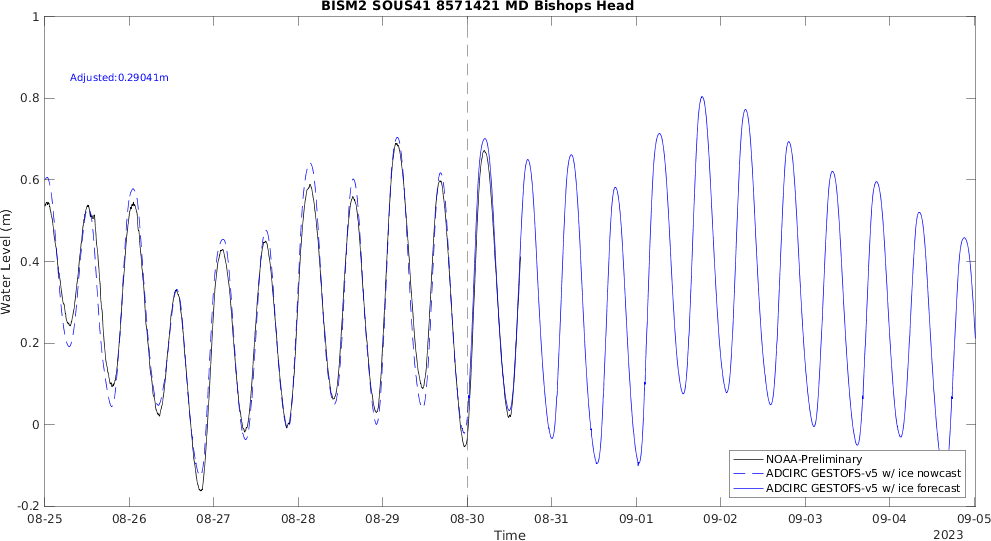 BISM2 SOUS41 8571421 MD Bishops Head
Water Level (m)
1
0.8
0.6
0.4
0.2
0
-0.2
Adjusted:0.29041m
NOAA-Preliminary
ADCIRC GESTOFS-v5 w/ ice nowcast
ADCIRC GESTOFS-v5 w/ ice forecast
08-25 08-26 08-27 08-28 08-29 08-30 08-31 09-01 09-02 09-03 09-04 09-05
Time
2023